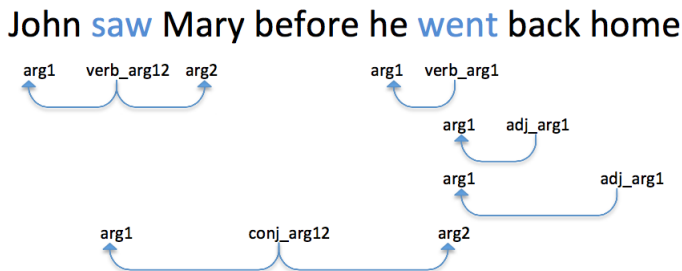 John saw Mary before he went back home
arg1 verb_arg12 arg2 arg1 verb_arg1
arg1 adj_arg1
arg1 adj_arg1
arg1 conj_arg12 arg2